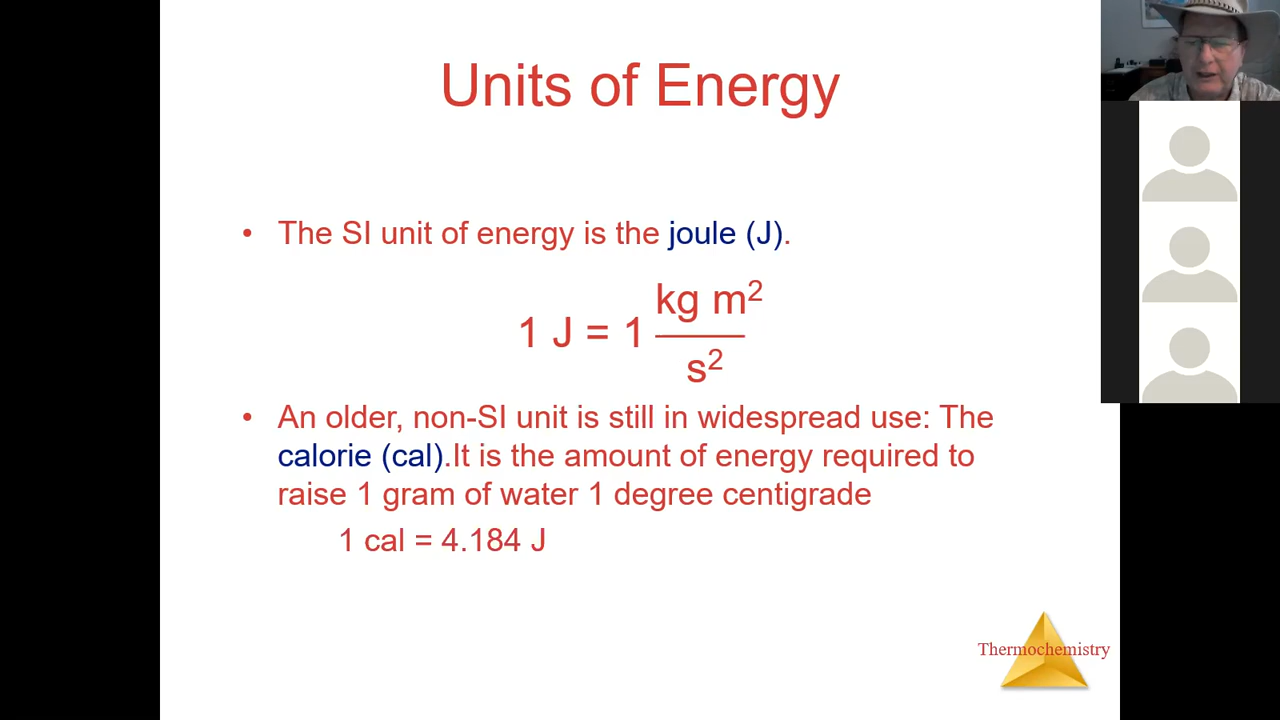 Units of Energy
• The SI unit of energy is the joule (J).
1 J = 1 kg m²
s²
• An older, non-SI unit is still in widespread use: The
calorie (cal).It is the amount of energy required to
raise 1 gram of water 1 degree centigrade
1 cal = 4.184 J
Thermochemistry